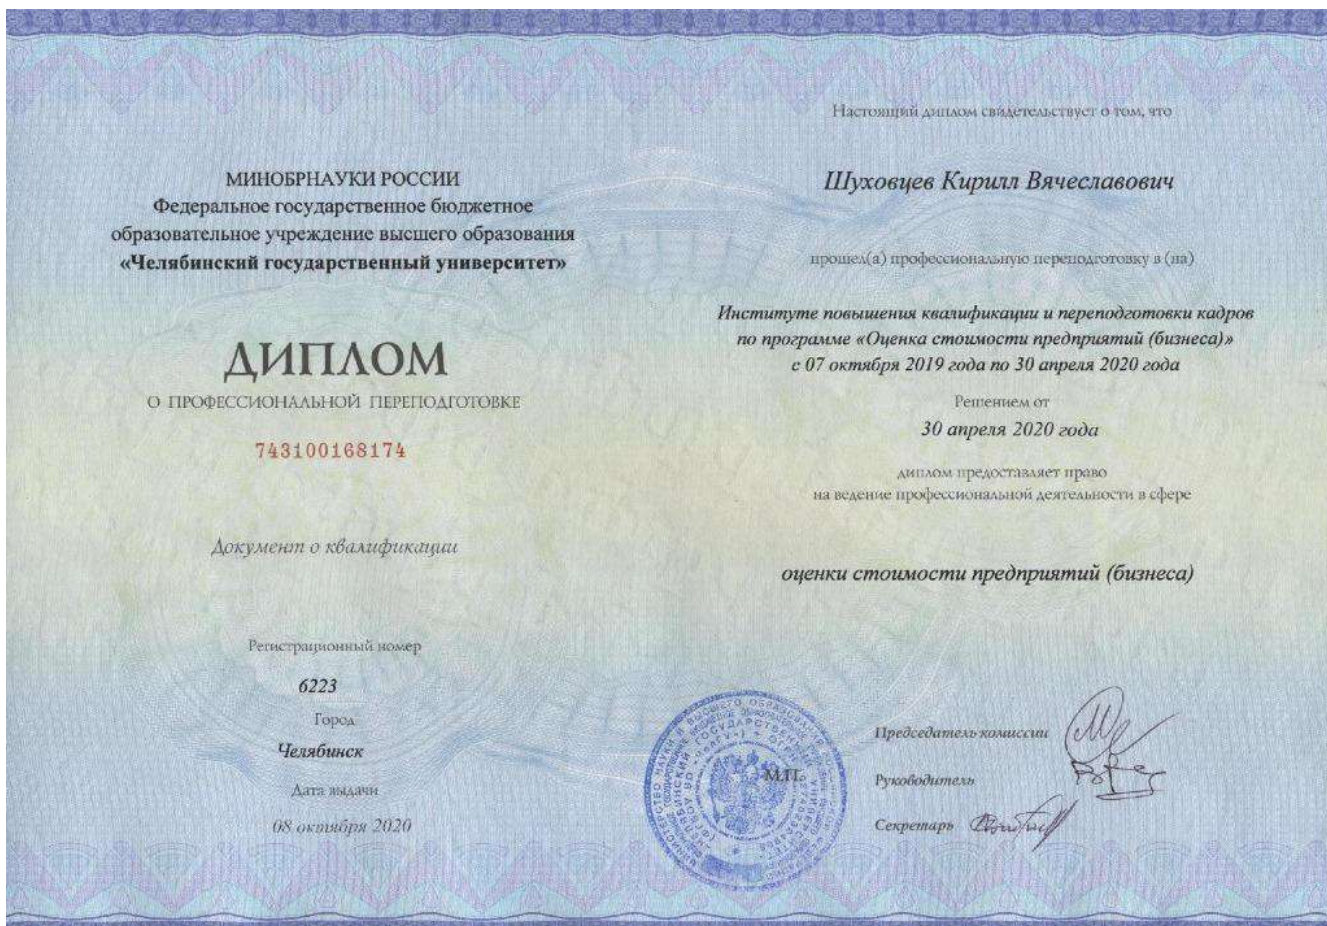 МИНОБРНАУКИ РОССИИ
Федеральное государственное бюджетное
образовательное учреждение высшего образования
«Челябинский государственный университет»
ДИПЛОМ
О ПРОФЕССИОНАЛЬНОЙ ПЕРЕПОДГОТОВКЕ
743100168174
Документ о квалификации
Регистрационный номер
6223
Город
Челябинск
Дата выдачи
08 октября 2020
Настоящий диплом свидетельствует о том, что
Шуховцев Кирилл Вячеславович
прошел(а) профессиональную переподготовку в (на)
Институте повышения квалификации и переподготовки кадров
по программе «Оценка стоимости предприятий (бизнеса)»
с 07 октября 2019 года по 30 апреля 2020 года
Решением от
30 апреля 2020 года
диплом предоставляет право
на ведение профессиональной деятельности в сфере
оценки стоимости предприятий (бизнеса)
М.П.
Председатель комиссии
Руководитель
Секретарь